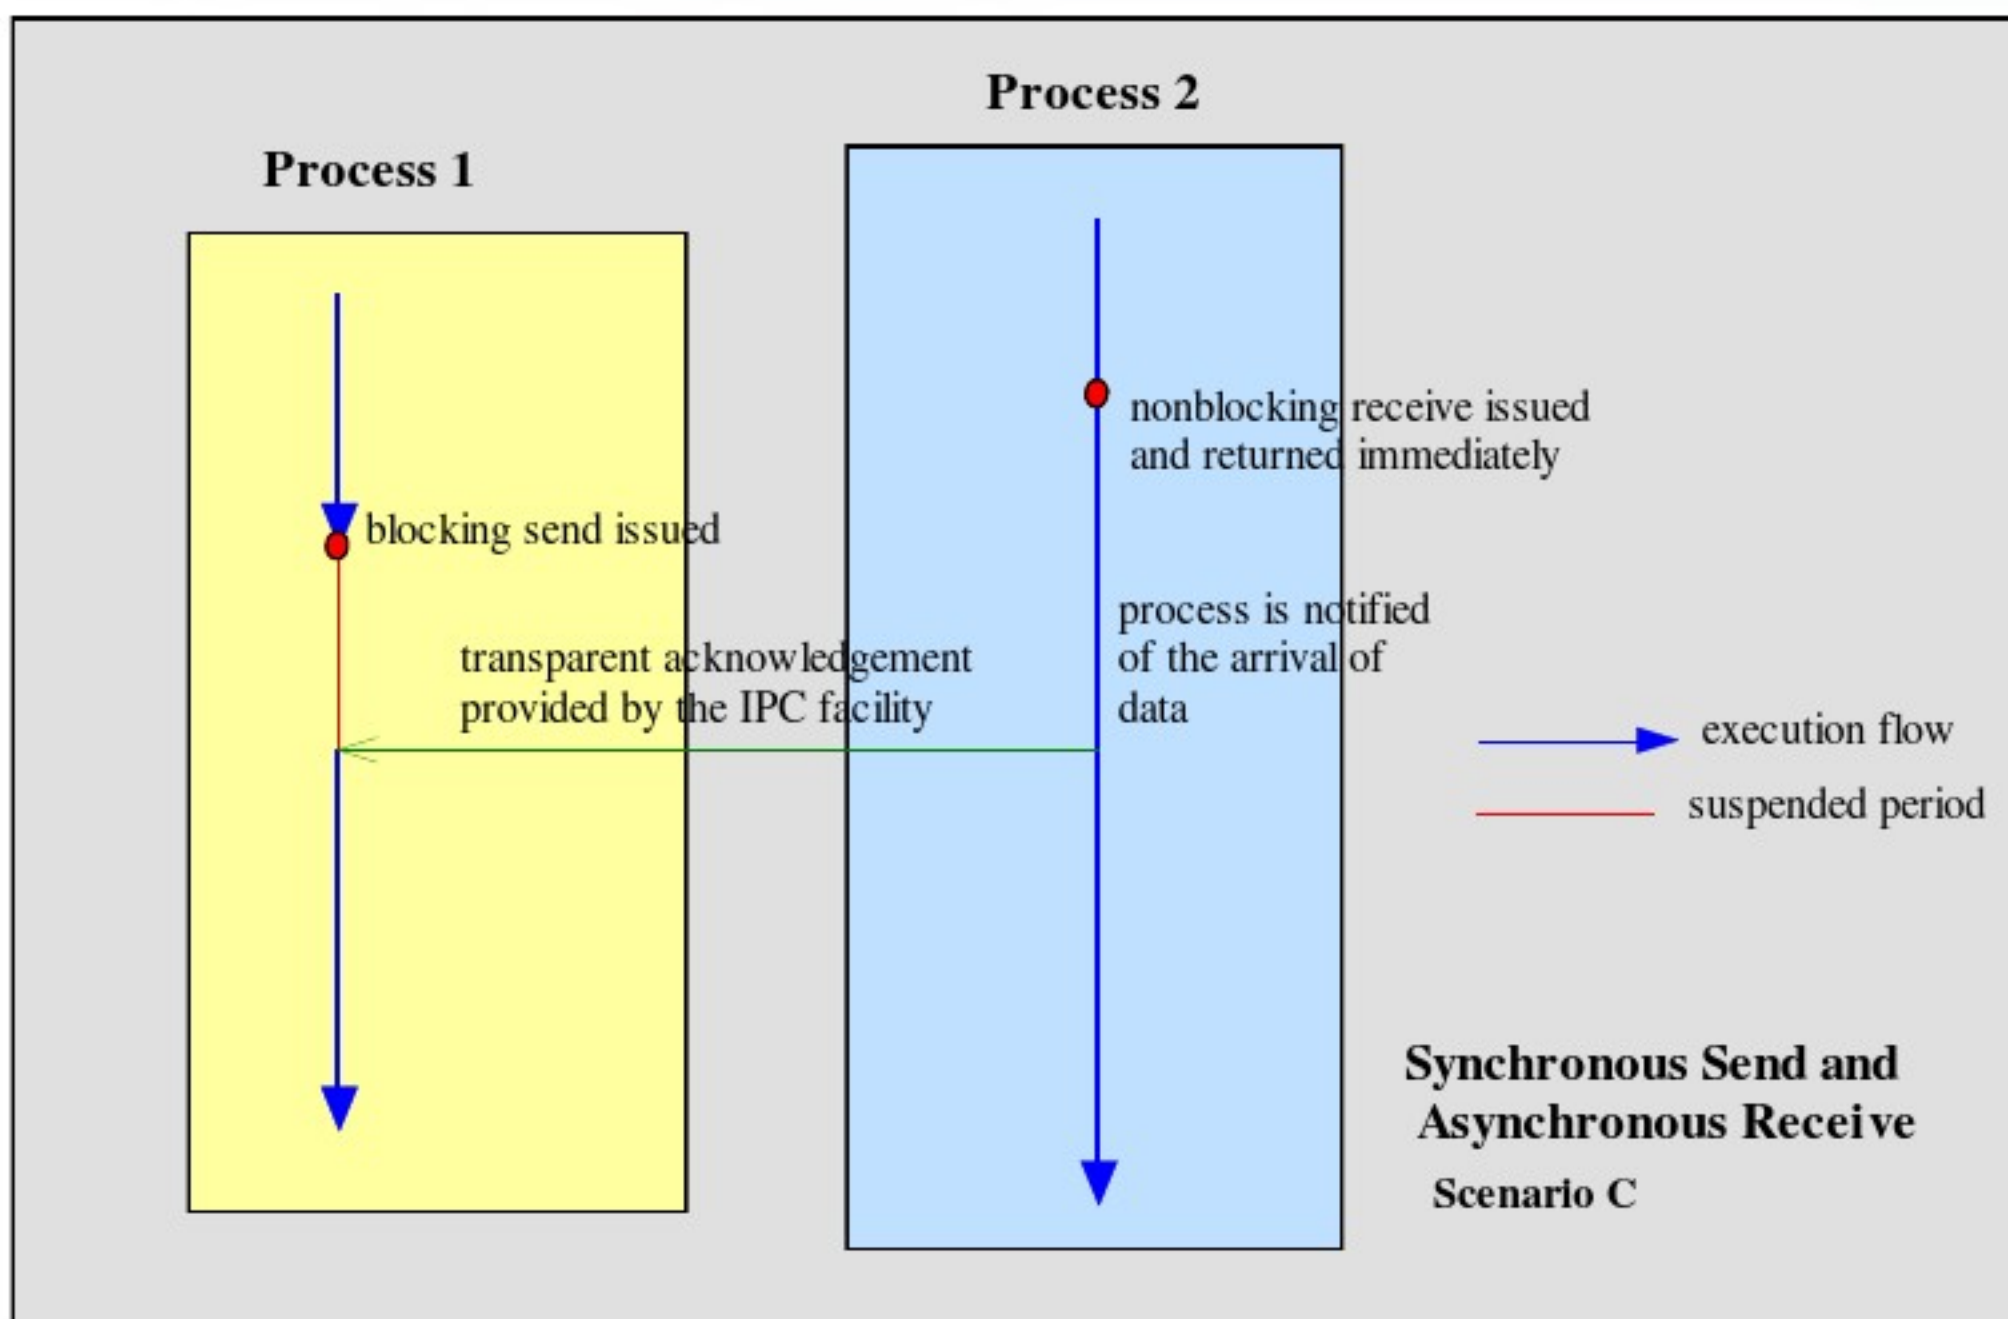 Process 2
Process 1
nonblocking receive issued
and returned immediately
blocking send issued
process is notified
of the arrival of
data
transparent acknowledgement
provided by the IPC facility
execution flow
suspended period
Synchronous Send and
Asynchronous Receive
Scenario C